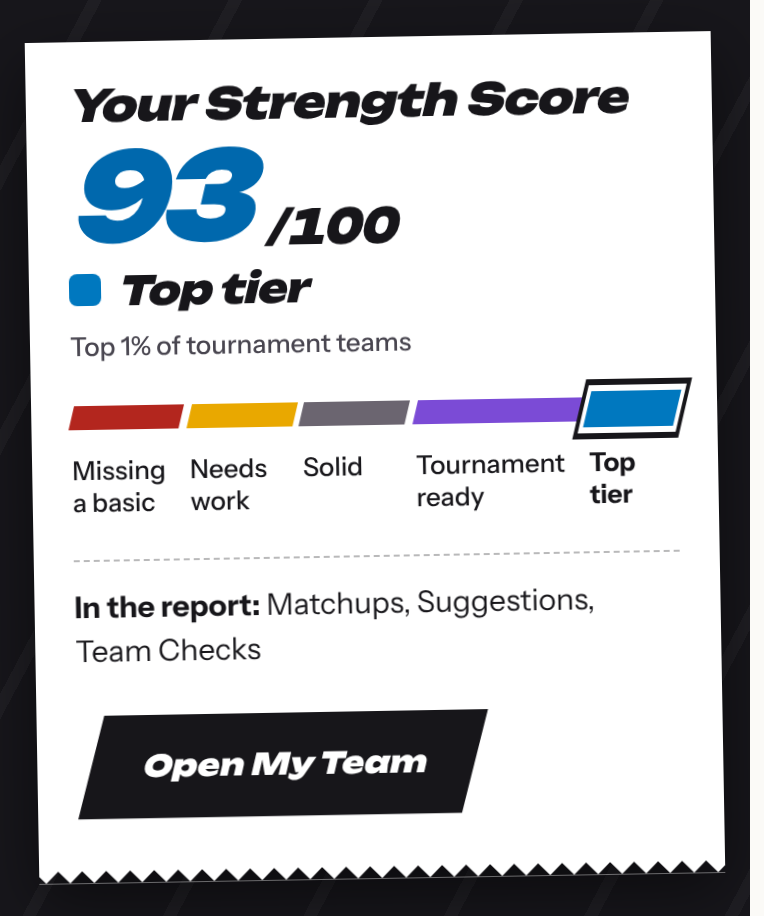 Your Strength Score
93 /100
Top tier
Top 1% of tournament teams
Missing a basic
Needs work
Solid
Tournament ready
Top tier
In the report: Matchups, Suggestions,
Team Checks
Open My Team